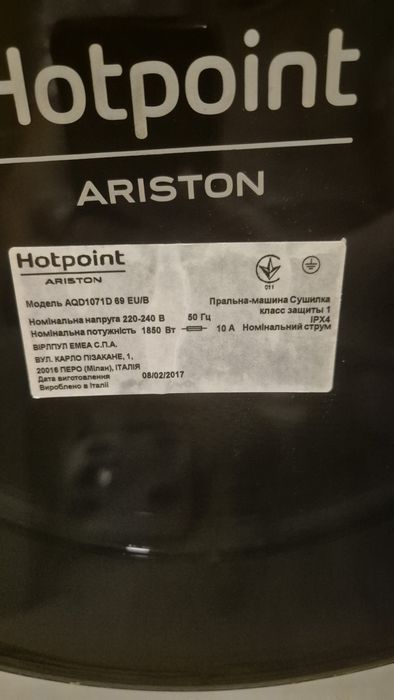 Hotpoint
ARISTON
Hotpoint
ARISTON
011
Модель AQD1071D 69 EU/B
Пральна-машина Сушилка
класс защиты 1
IPX4
Номінальна напруга 220-240 В 50 Гц
Номінальна потужність 1850 Вт 10 А Номінальний струм
ВІРЛПУЛ ЕМЕА С.П.А.
ВУЛ. КАРЛО ПІЗАКАНЕ, 1,
20016 ПЕРО (Мілан), ІТАЛІЯ
Дата виготовлення 08/02/2017
Вироблено в Італії